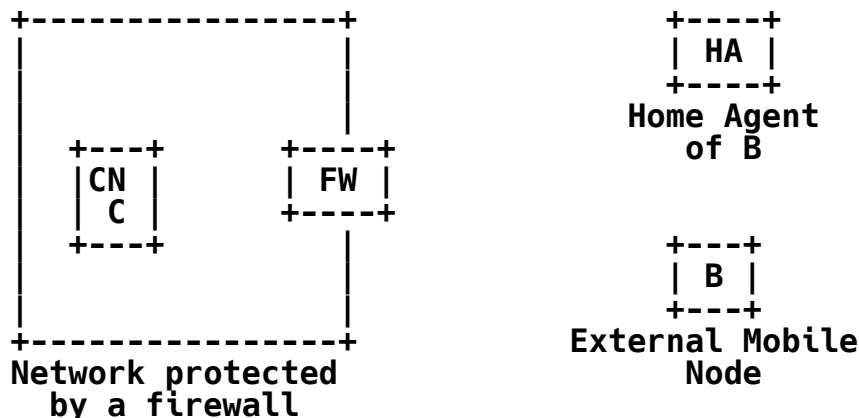 +----------------+                +----+
|                |                | HA |
|                |                +----+
|                |              Home Agent
|  +---+      +----+               of B
|  |CN |      | FW |
|  | C |      +----+
|  +---+         |                +---+
|                |                | B |
|                |                +---+
+----------------+           External Mobile
Network protected                  Node
  by a firewall